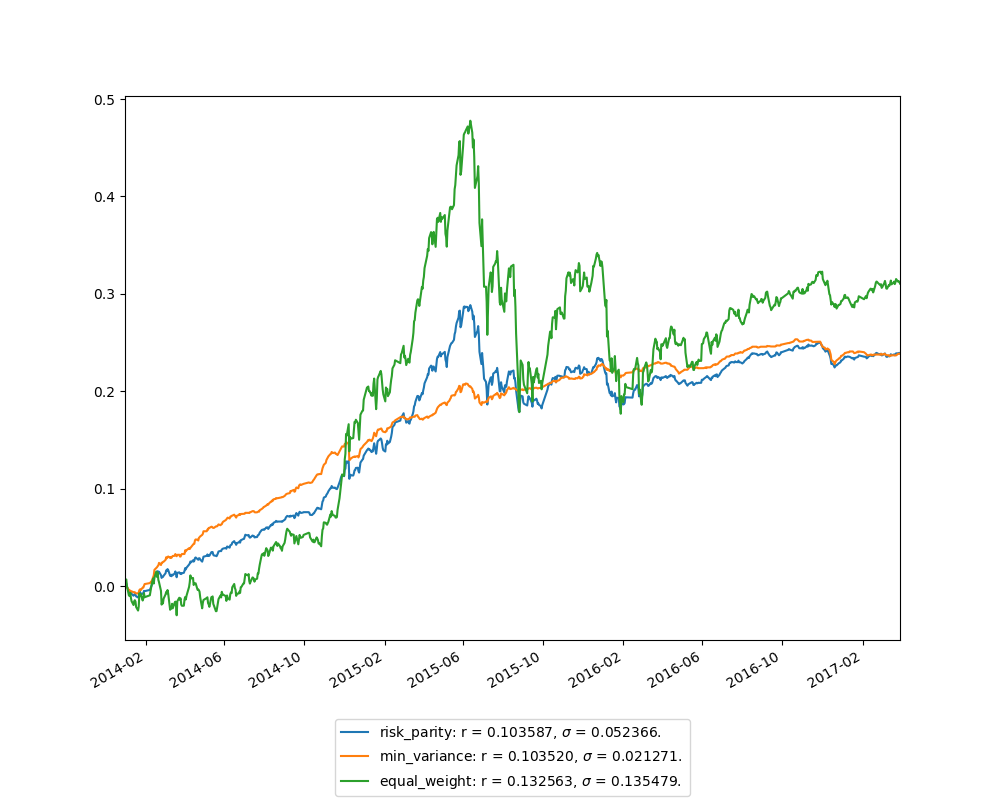 0.5
0.4
0.3
0.2
0.1
0.0
2014-02 2014-06 2014-10 2015-02 2015-06 2015-10 2016-02 2016-06 2016-10 2017-02
risk_parity: r = 0.103587, σ = 0.052366.
min_variance: r = 0.103520, σ = 0.021271.
equal_weight: r = 0.132563, σ = 0.135479.